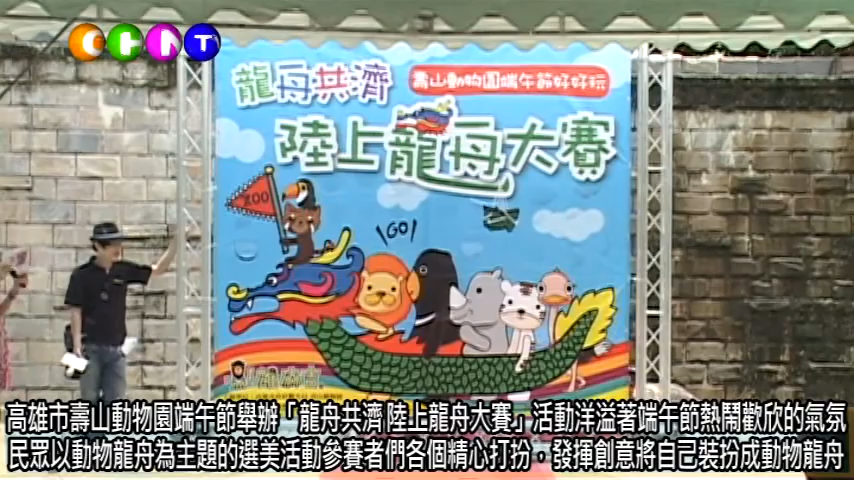 CHNT
龍舟共濟
壽山動物園端午節好好玩
陸上龍舟大賽
ZOO
GO!
高雄市壽山動物園端午節舉辦「龍舟共濟 陸上龍舟大賽」活動洋溢著端午節熱鬧歡欣的氣氛
民眾以動物龍舟為主題的選美活動參賽者們各個精心打扮，發揮創意將自己裝扮成動物龍舟